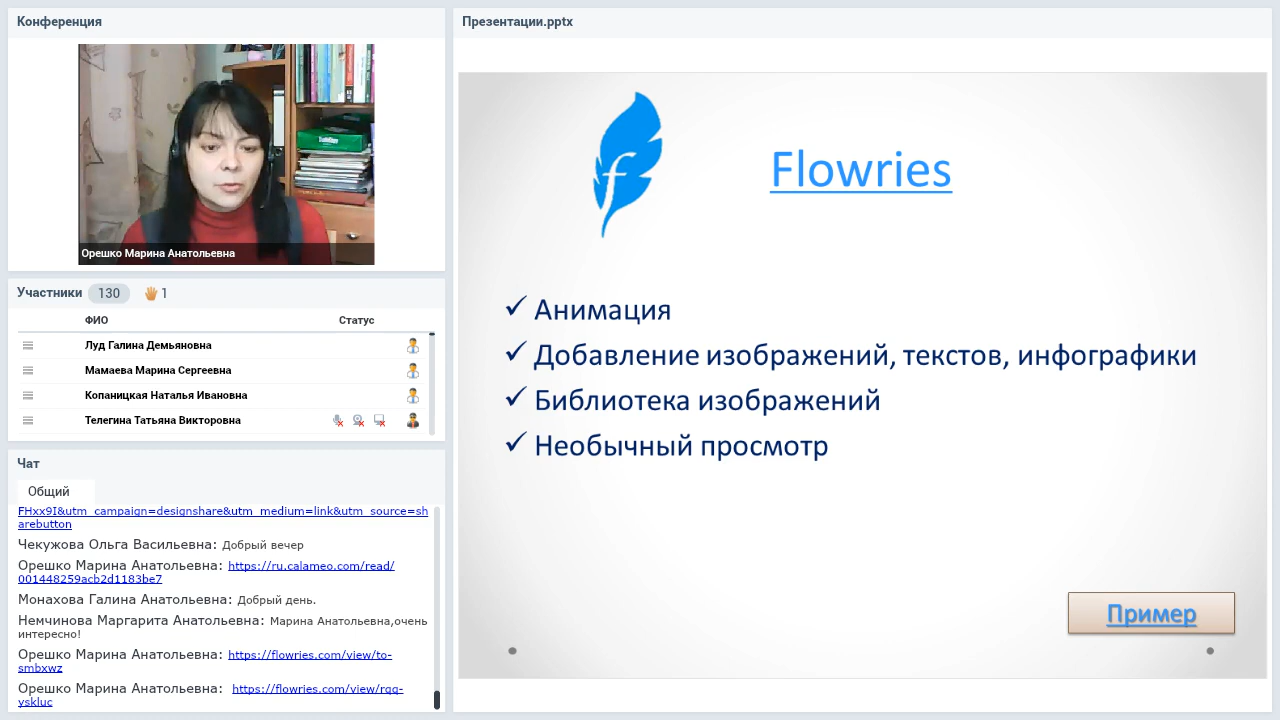 Конференция
Орешко Марина Анатольевна
Участники 130 1
ФИО Статус
Луд Галина Демьяновна
Мамаева Марина Сергеевна
Копаницкая Наталья Ивановна
Телегина Татьяна Викторовна
Чат
Общий
FHxx9I&utm_campaign=designshare&utm_medium=link&utm_source=sh
arebutton
Чекужова Ольга Васильевна: Добрый вечер
Орешко Марина Анатольевна: https://ru.calameo.com/read/
001448259acb2d1183be7
Монахова Галина Анатольевна: Добрый день.
Немчинова Маргарита Анатольевна: Марина Анатольевна,очень
интересно!
Орешко Марина Анатольевна: https://flowries.com/view/to-
smbxwz
Орешко Марина Анатольевна: https://flowries.com/view/rqq-
yskluc
Презентации.pptx
f
Flowries
Анимация
Добавление изображений, текстов, инфографики
Библиотека изображений
Необычный просмотр
Пример